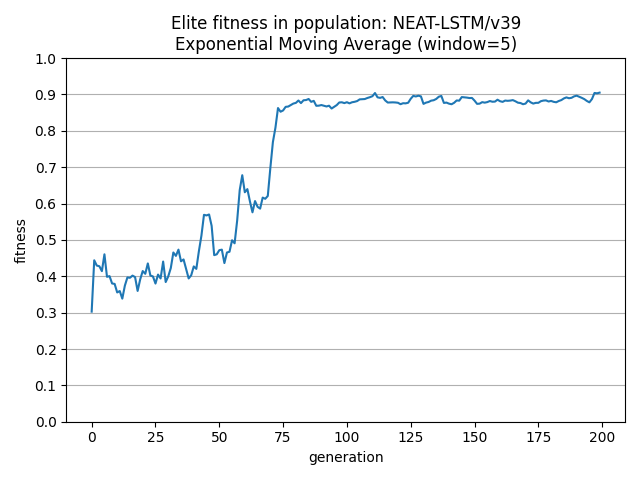 Elite fitness in population: NEAT-LSTM/v39
Exponential Moving Average (window=5)
1.0
0.9
0.8
0.7
0.6
0.5
0.4
0.3
0.2
0.1
0.0
fitness
0 25 50 75 100 125 150 175 200
generation